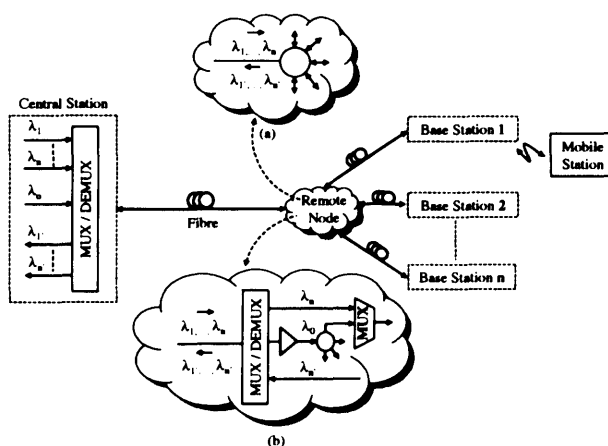 λ1, ... λn
λ1', ... λn'
(a)
Central Station
λ1
λn
λ0
λ1'
λn'
MUX / DEMUX
Fibre
Remote
Node
Base Station 1
Mobile
Station
Base Station 2
Base Station n
λ1, ... λn
λ1', ... λn'
MUX / DEMUX
λn
λ0
MUX
λn'
(b)